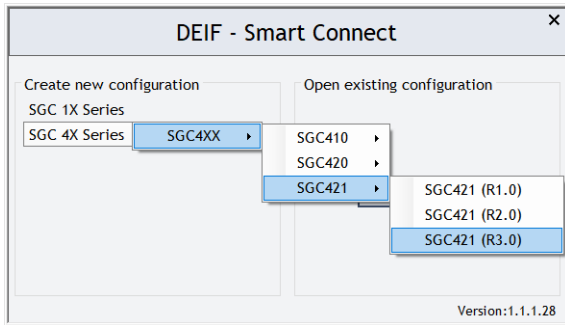 DEIF - Smart Connect
×
Create new configuration
Open existing configuration
SGC 1X Series
SGC 4X Series
SGC4XX
SGC410
SGC420
SGC421
SGC421 (R1.0)
SGC421 (R2.0)
SGC421 (R3.0)
Version:1.1.1.28